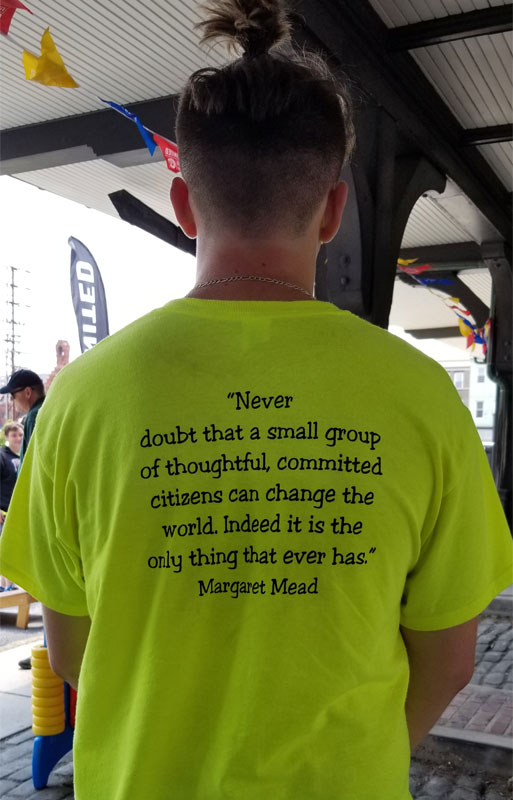 "Never
doubt that a small group
of thoughtful, committed
citizens can change the
world. Indeed it is the
only thing that ever has."
Margaret Mead